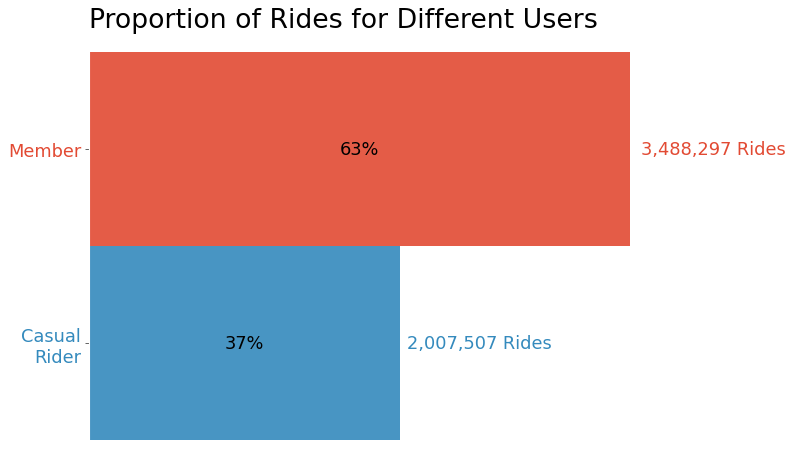 Proportion of Rides for Different Users
Member
63%
3,488,297 Rides
Casual
Rider
37%
2,007,507 Rides